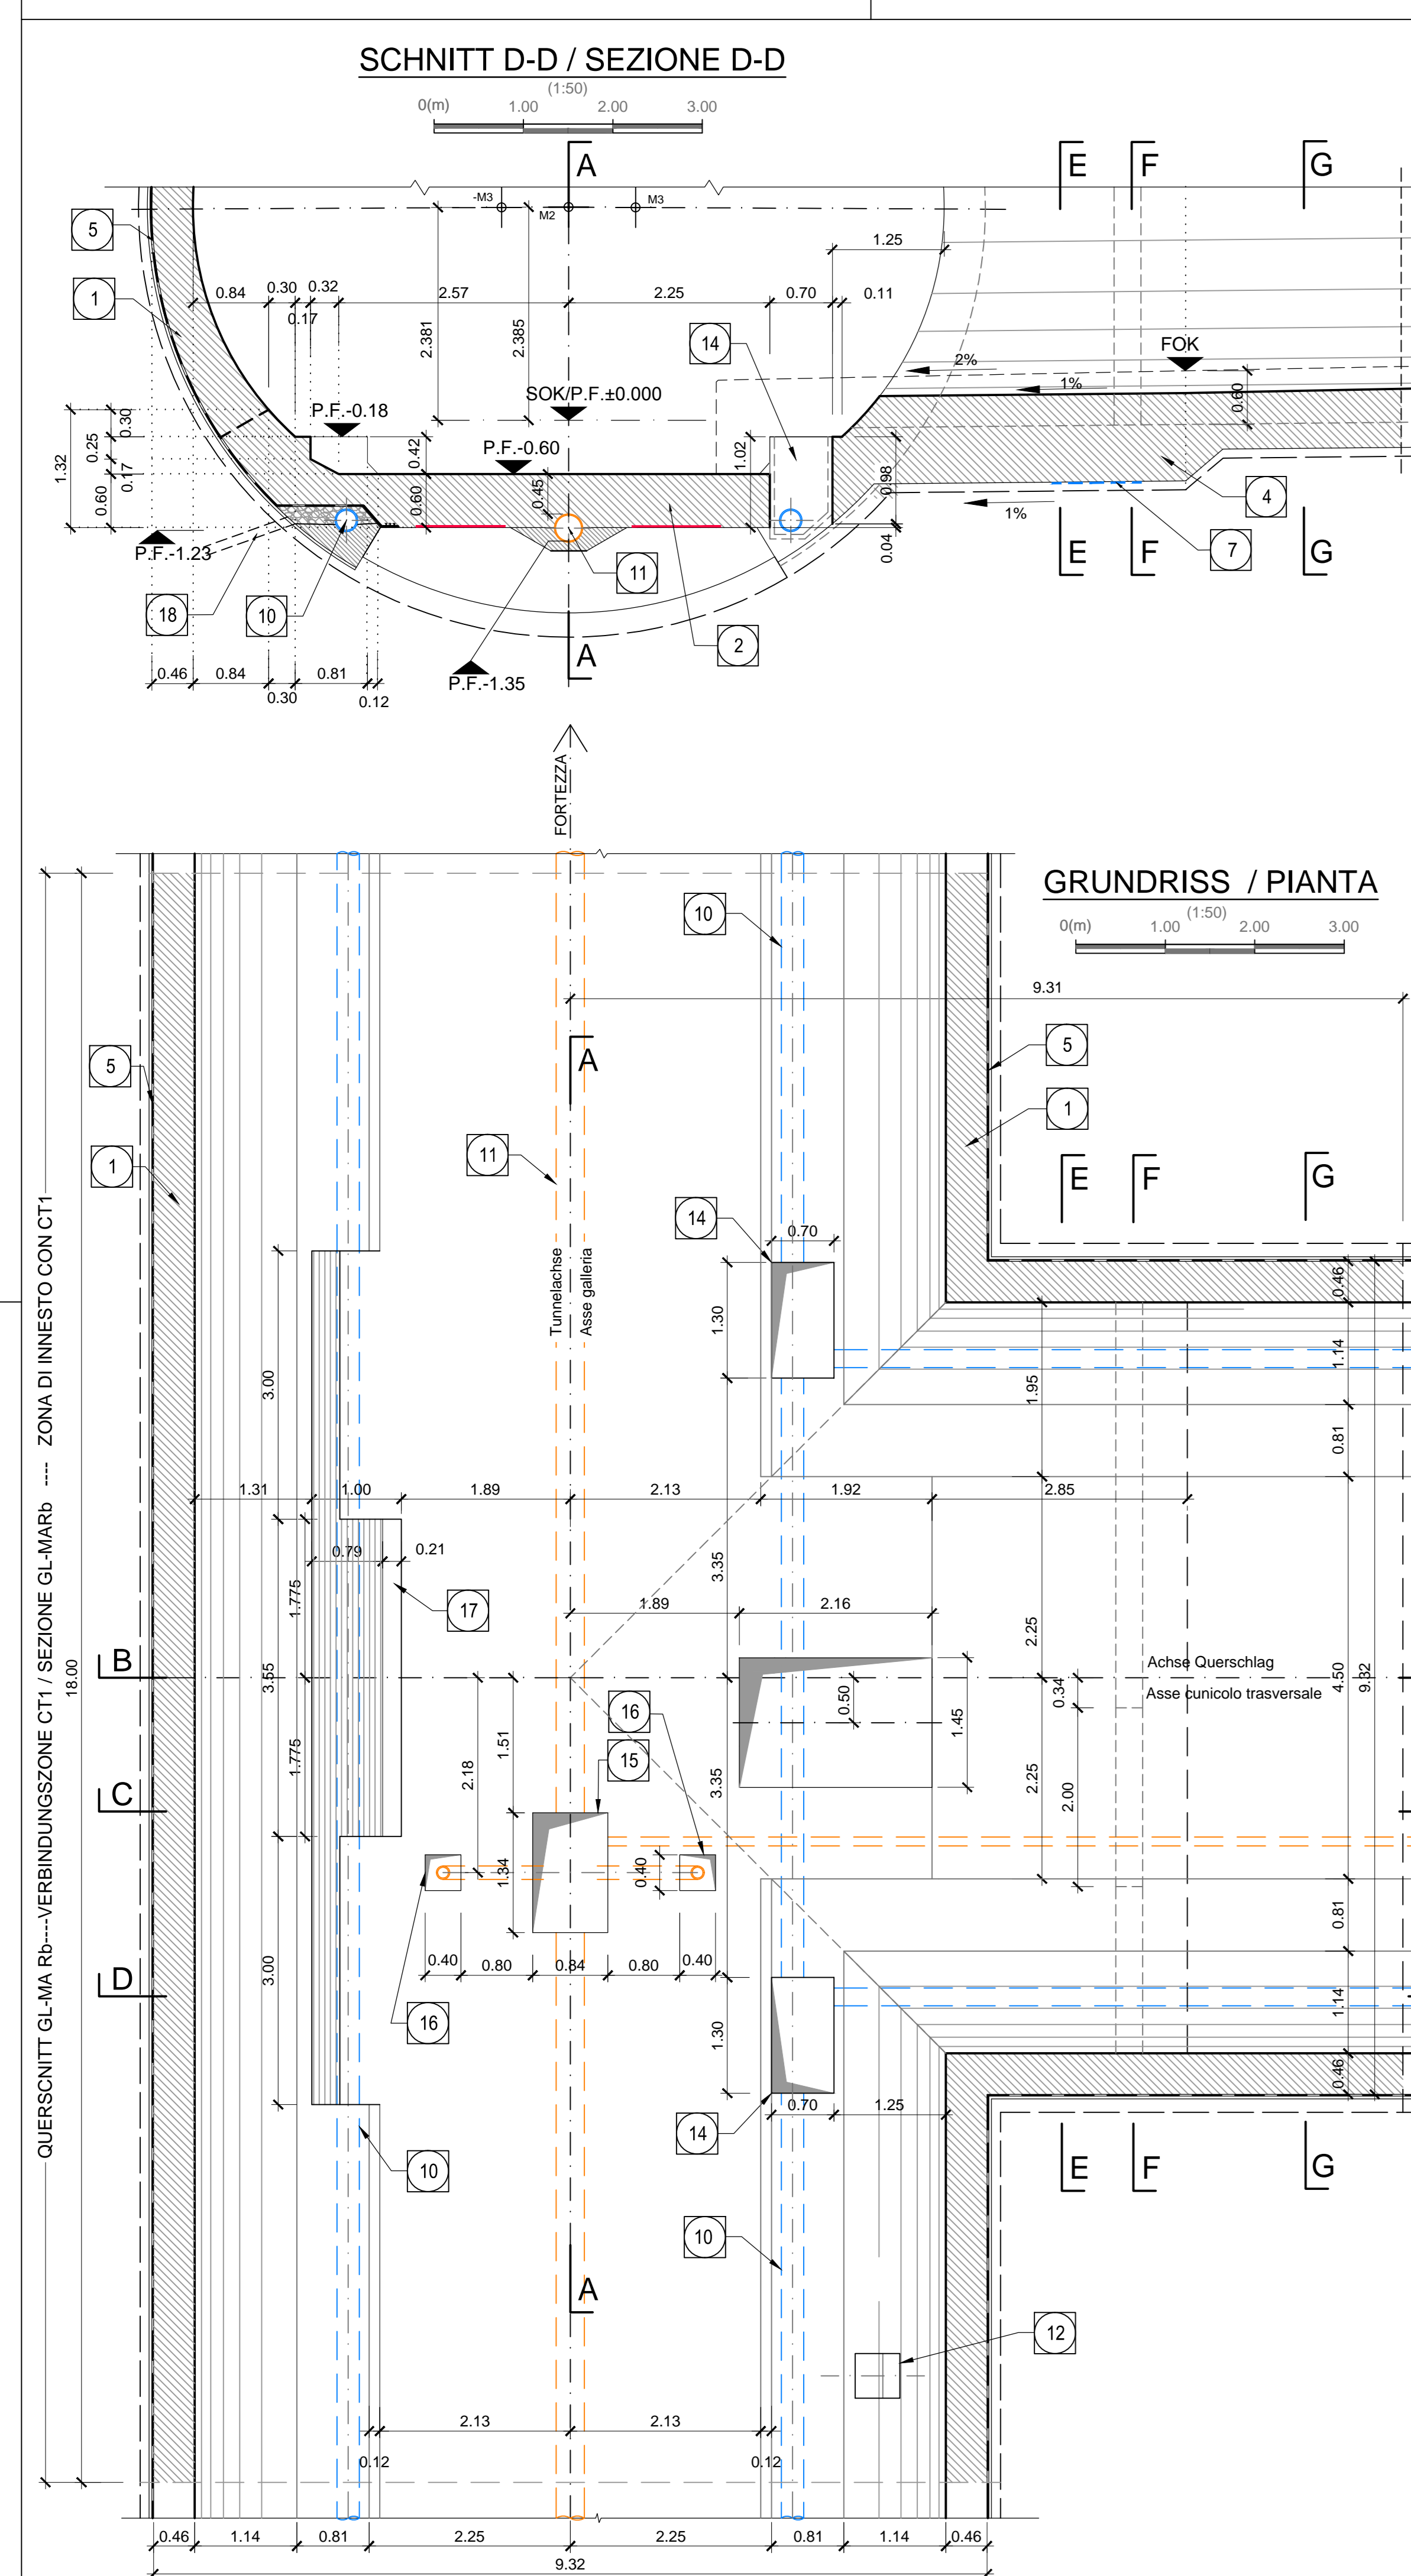 SCHNITT D-D / SEZIONE D-D
(1:50)
0(m) 1.00 2.00 3.00
A E F G
-M3 M2 M3
5
1
1.25
0.84 0.30 0.32 2.57 2.25 0.70 0.11
0.17
2.381 2.385
14
FOK
2%
1%
0.60
SOK/P.F.±0.000
P.F.-0.18
P.F.-0.60
1.32 0.30 0.25 0.17 0.60
0.42 0.60 0.45 1.02 0.98 0.04
4
1%
P.F.-1.23
E F G
7
18 10 11
2
A
P.F.-1.35
0.46 0.84 0.81
0.30 0.12
FORTEZZA
GRUNDRISS / PIANTA
(1:50)
0(m) 1.00 2.00 3.00
10
9.31
A
5 5
1
11
1
E F G
14
0.70
QUERSCNITT GL-MA Rb---VERBINDUNGSZONE CT1 / SEZIONE GL-MARb ---- ZONA DI INNESTO CON CT1
18.00
Tunnelachse
Asse galleria
1.30
0.46
3.00
1.95
1.14
0.81
1.31 1.00 1.89 2.13 1.92 2.85
0.79 0.21
1.775
3.35
17
1.89 2.16
2.25
B
Achse Querschlag
Asse cunicolo trasversale
3.55
0.50
0.34
4.50
9.32
1.45
16
15
1.51
2.18
1.775
3.35
2.25
2.00
C
1.34
0.40
0.81
0.40 0.80 0.84 0.80 0.40
D
3.00
16
1.30
1.14
0.46
0.70 1.25
14
10
E F G
10
A
12
2.13 2.13
0.12 0.12
0.46 1.14 0.81 2.25 2.25 0.81 1.14 0.46
9.32